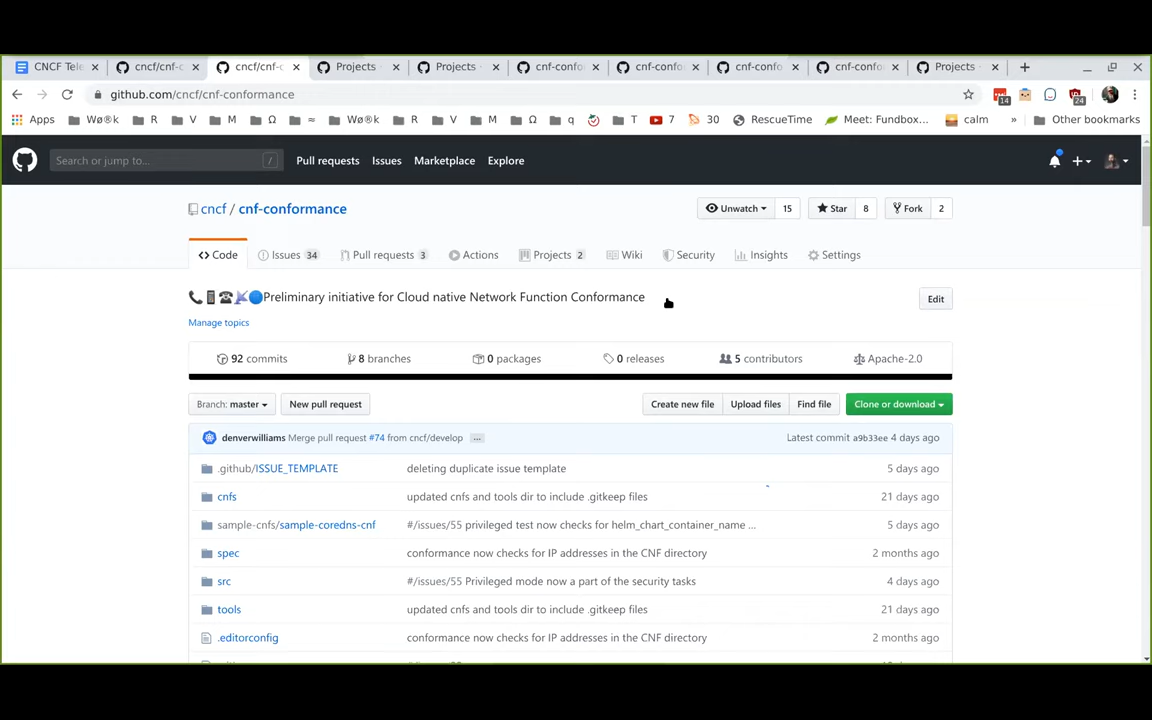 CNCF Tele
cncf/cnf-c
cncf/cnf-c
Projects
Projects
cnf-confo
cnf-confo
cnf-confo
cnf-confo
Projects
github.com/cncf/cnf-conformance
14
24
Apps Wø®k R V M Ω ≈ Wø®k R V M Ω q T 7 30 RescueTime Meet: Fundbox... calm » Other bookmarks
Search or jump to... / Pull requests Issues Marketplace Explore
cncf / cnf-conformance Unwatch 15 Star 8 Fork 2
Code Issues 34 Pull requests 3 Actions Projects 2 Wiki Security Insights Settings
Preliminary initiative for Cloud native Network Function Conformance Edit
Manage topics
92 commits 8 branches 0 packages 0 releases 5 contributors Apache-2.0
Branch: master New pull request Create new file Upload files Find file Clone or download
denverwilliams Merge pull request #74 from cncf/develop ... Latest commit a9b33ee 4 days ago
.github/ISSUE_TEMPLATE deleting duplicate issue template 5 days ago
cnfs updated cnfs and tools dir to include .gitkeep files 21 days ago
sample-cnfs/sample-coredns-cnf #/issues/55 privileged test now checks for helm_chart_container_name ... 5 days ago
spec conformance now checks for IP addresses in the CNF directory 2 months ago
src #/issues/55 Privileged mode now a part of the security tasks 4 days ago
tools updated cnfs and tools dir to include .gitkeep files 21 days ago
.editorconfig conformance now checks for IP addresses in the CNF directory 2 months ago